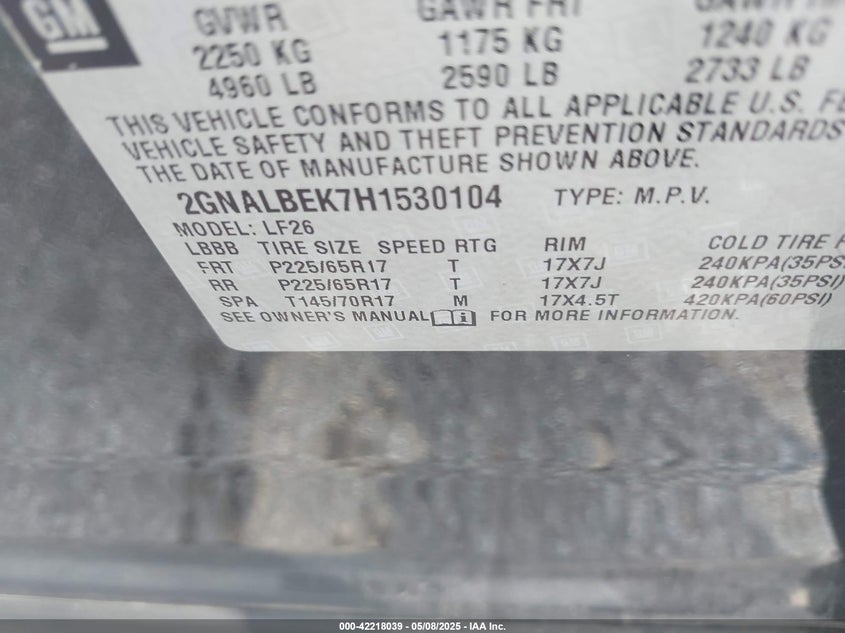 GM
GVWR GAWR FRT
2250 KG 1175 KG 1240 KG
4960 LB 2590 LB 2733 LB
THIS VEHICLE CONFORMS TO ALL APPLICABLE U.S.
VEHICLE SAFETY AND THEFT PREVENTION STANDARDS
THE DATE OF MANUFACTURE SHOWN ABOVE.
2GNALBEK7H1530104 TYPE: M.P.V.
MODEL: LF26
LBBB TIRE SIZE SPEED RTG RIM COLD TIRE
FRT P225/65R17 T 17X7J 240KPA(35PSI
RR P225/65R17 T 17X7J 240KPA(35PSI)
SPA T145/70R17 M 17X4.5T 420KPA(60PSI)
SEE OWNER'S MANUAL FOR MORE INFORMATION.
000-42218039 - 05/08/2025 - IAA Inc.